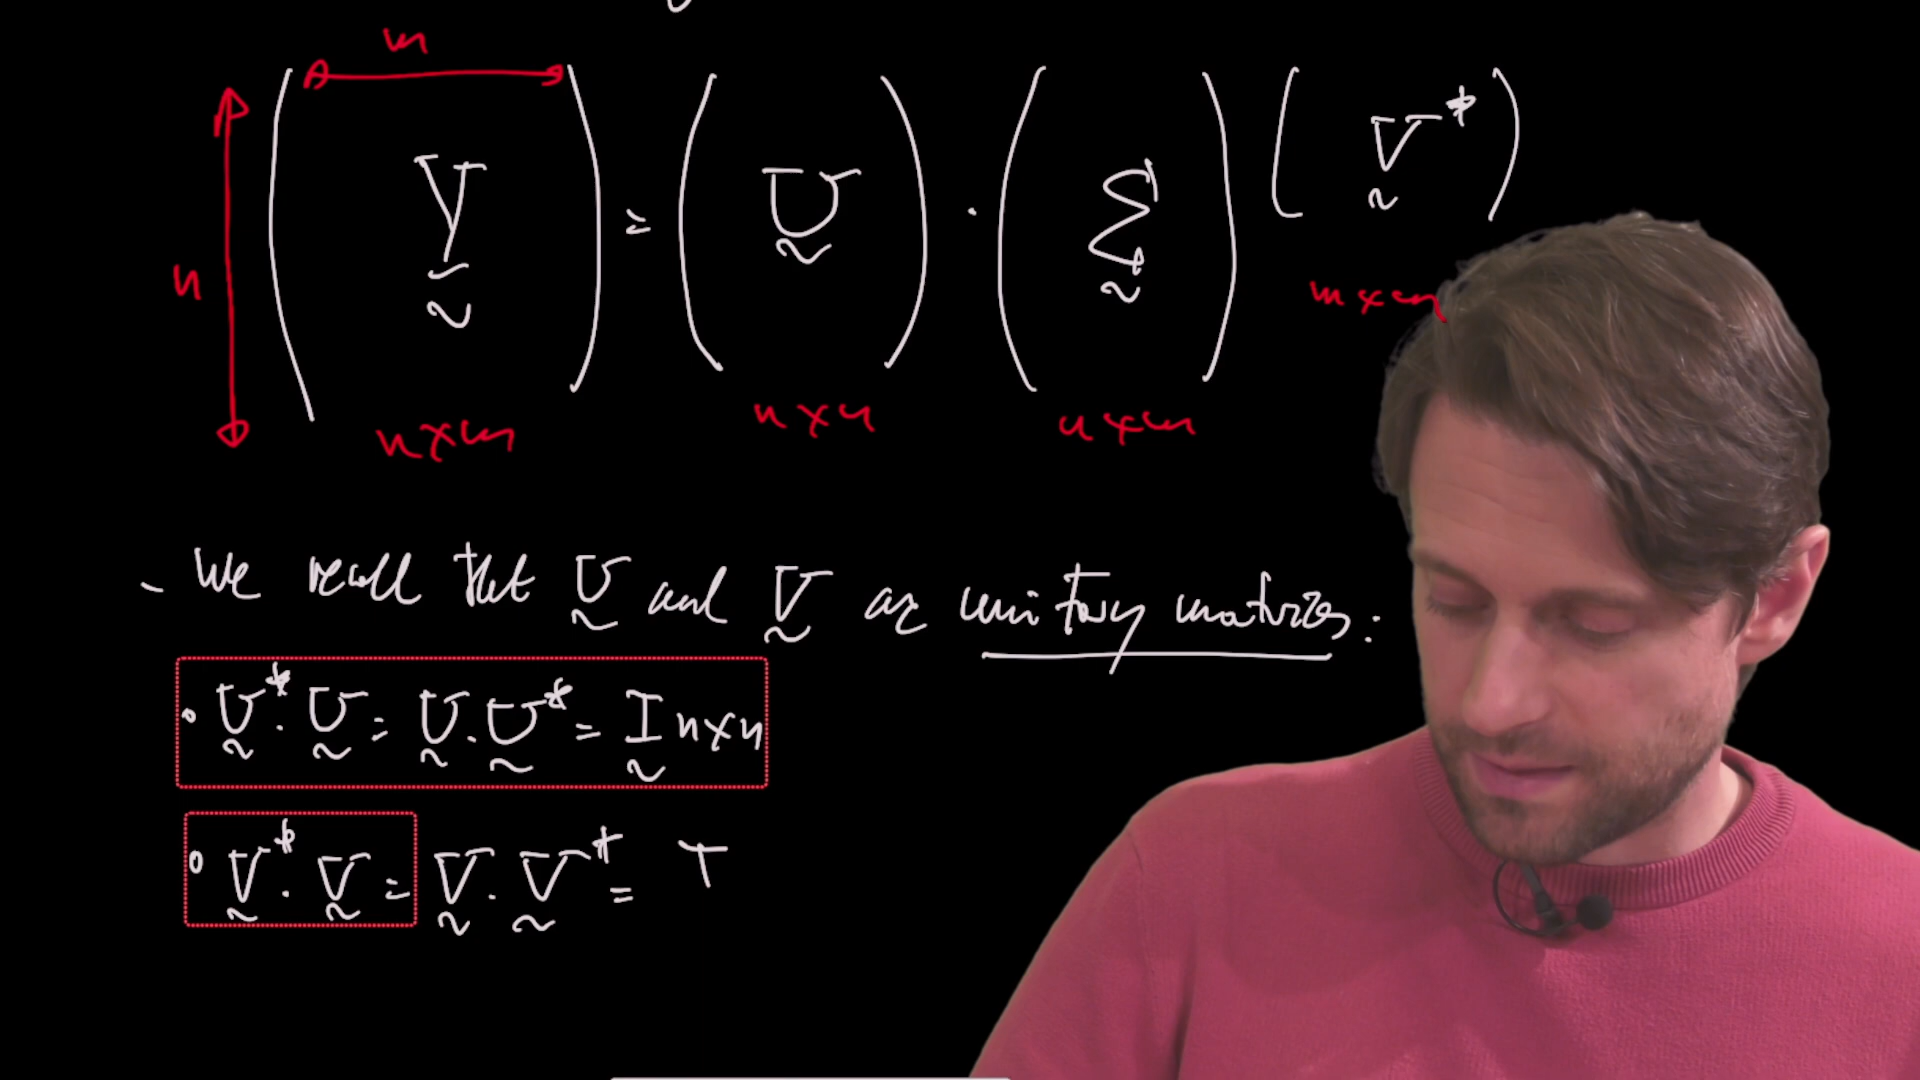 m
n ( Y ) = ( U ) · ( Σ ) ( V* )
n×m n×n n×m m×m
- We recall that U and V are unitary matrices:
∘ U* · U = U · U* = I n×n
∘ V* · V = V · V* = I